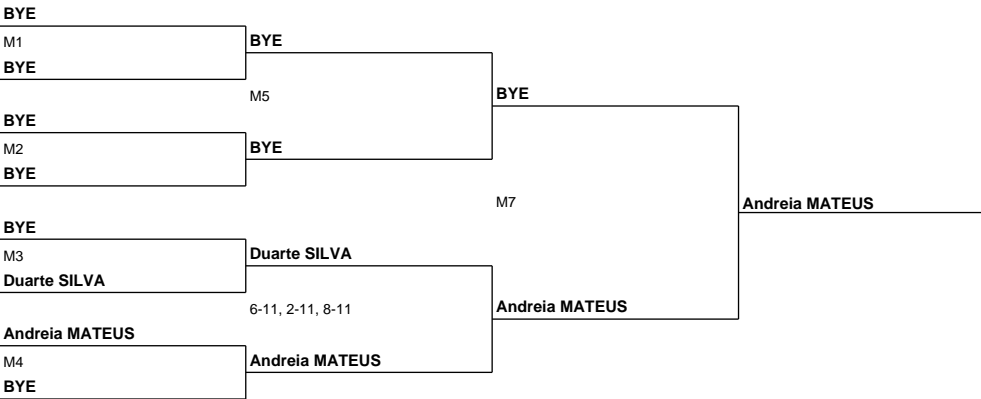 BYE
M1
BYE
BYE
M5
BYE
BYE
M2
BYE
BYE
M7
Andreia MATEUS
BYE
M3
Duarte SILVA
Duarte SILVA
6-11, 2-11, 8-11
Andreia MATEUS
Andreia MATEUS
M4
Andreia MATEUS
BYE